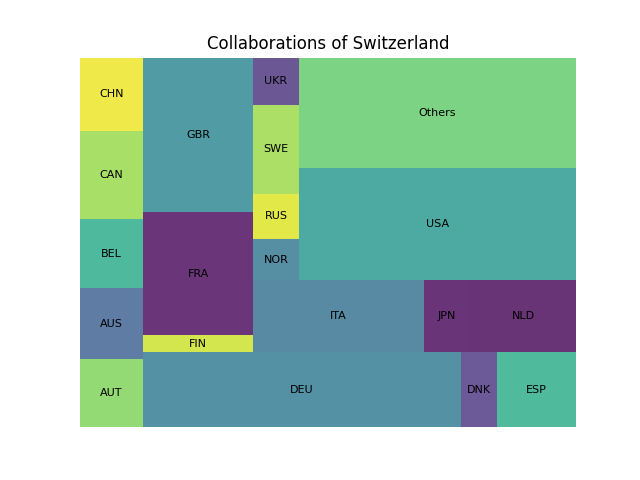 Collaborations of Switzerland
CHN
CAN
BEL
AUS
AUT
GBR
FRA
FIN
UKR
SWE
RUS
NOR
Others
USA
ITA
JPN
NLD
DEU
DNK
ESP